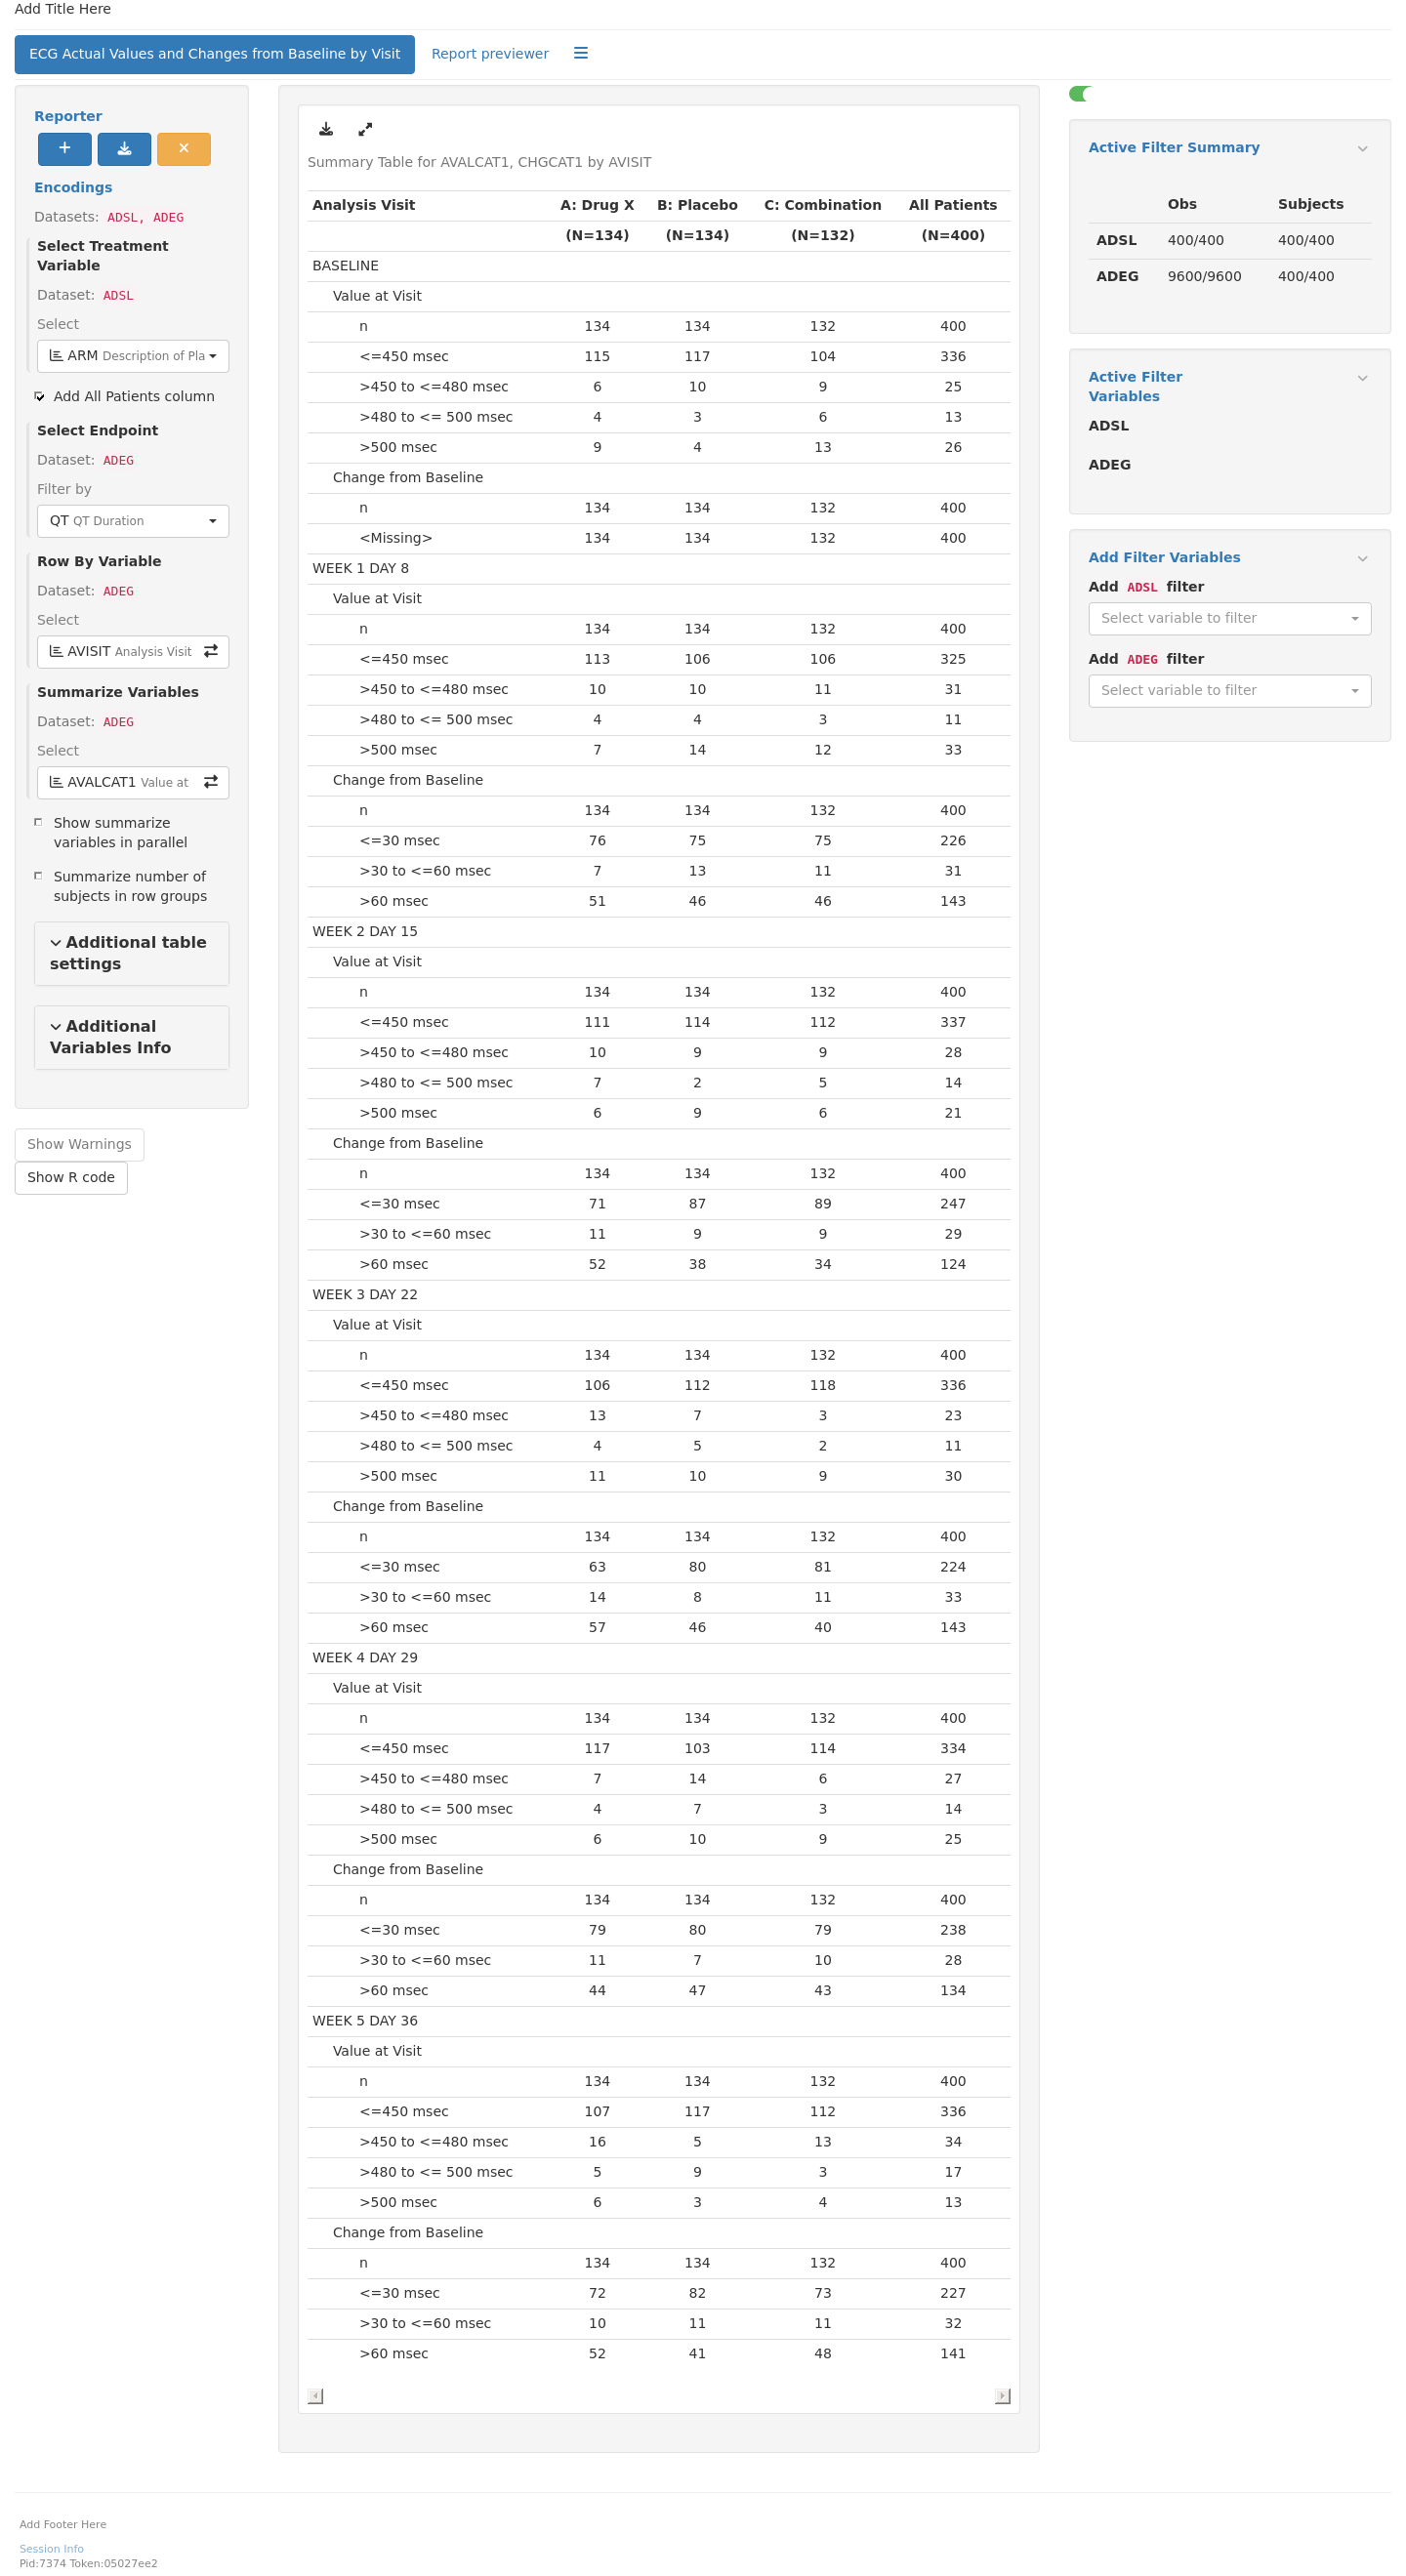 Add Title Here
ECG Actual Values and Changes from Baseline by Visit Report previewer
Reporter
Encodings
Datasets: ADSL, ADEG
Select Treatment
Variable
Dataset: ADSL
Select
ARM Description of Pla
Add All Patients column
Select Endpoint
Dataset: ADEG
Filter by
QT QT Duration
Row By Variable
Dataset: ADEG
Select
AVISIT Analysis Visit
Summarize Variables
Dataset: ADEG
Select
AVALCAT1 Value at
Show summarize
variables in parallel
Summarize number of
subjects in row groups
Additional table
settings
Additional
Variables Info
Show Warnings
Show R code
Summary Table for AVALCAT1, CHGCAT1 by AVISIT
Analysis Visit A: Drug X B: Placebo C: Combination All Patients
(N=134) (N=134) (N=132) (N=400)
BASELINE
Value at Visit
n 134 134 132 400
<=450 msec 115 117 104 336
>450 to <=480 msec 6 10 9 25
>480 to <= 500 msec 4 3 6 13
>500 msec 9 4 13 26
Change from Baseline
n 134 134 132 400
<Missing> 134 134 132 400
WEEK 1 DAY 8
Value at Visit
n 134 134 132 400
<=450 msec 113 106 106 325
>450 to <=480 msec 10 10 11 31
>480 to <= 500 msec 4 4 3 11
>500 msec 7 14 12 33
Change from Baseline
n 134 134 132 400
<=30 msec 76 75 75 226
>30 to <=60 msec 7 13 11 31
>60 msec 51 46 46 143
WEEK 2 DAY 15
Value at Visit
n 134 134 132 400
<=450 msec 111 114 112 337
>450 to <=480 msec 10 9 9 28
>480 to <= 500 msec 7 2 5 14
>500 msec 6 9 6 21
Change from Baseline
n 134 134 132 400
<=30 msec 71 87 89 247
>30 to <=60 msec 11 9 9 29
>60 msec 52 38 34 124
WEEK 3 DAY 22
Value at Visit
n 134 134 132 400
<=450 msec 106 112 118 336
>450 to <=480 msec 13 7 3 23
>480 to <= 500 msec 4 5 2 11
>500 msec 11 10 9 30
Change from Baseline
n 134 134 132 400
<=30 msec 63 80 81 224
>30 to <=60 msec 14 8 11 33
>60 msec 57 46 40 143
WEEK 4 DAY 29
Value at Visit
n 134 134 132 400
<=450 msec 117 103 114 334
>450 to <=480 msec 7 14 6 27
>480 to <= 500 msec 4 7 3 14
>500 msec 6 10 9 25
Change from Baseline
n 134 134 132 400
<=30 msec 79 80 79 238
>30 to <=60 msec 11 7 10 28
>60 msec 44 47 43 134
WEEK 5 DAY 36
Value at Visit
n 134 134 132 400
<=450 msec 107 117 112 336
>450 to <=480 msec 16 5 13 34
>480 to <= 500 msec 5 9 3 17
>500 msec 6 3 4 13
Change from Baseline
n 134 134 132 400
<=30 msec 72 82 73 227
>30 to <=60 msec 10 11 11 32
>60 msec 52 41 48 141
Active Filter Summary
Obs Subjects
ADSL 400/400 400/400
ADEG 9600/9600 400/400
Active Filter
Variables
ADSL
ADEG
Add Filter Variables
Add ADSL filter
Select variable to filter
Add ADEG filter
Select variable to filter
Add Footer Here
Session Info
Pid:7374 Token:05027ee2